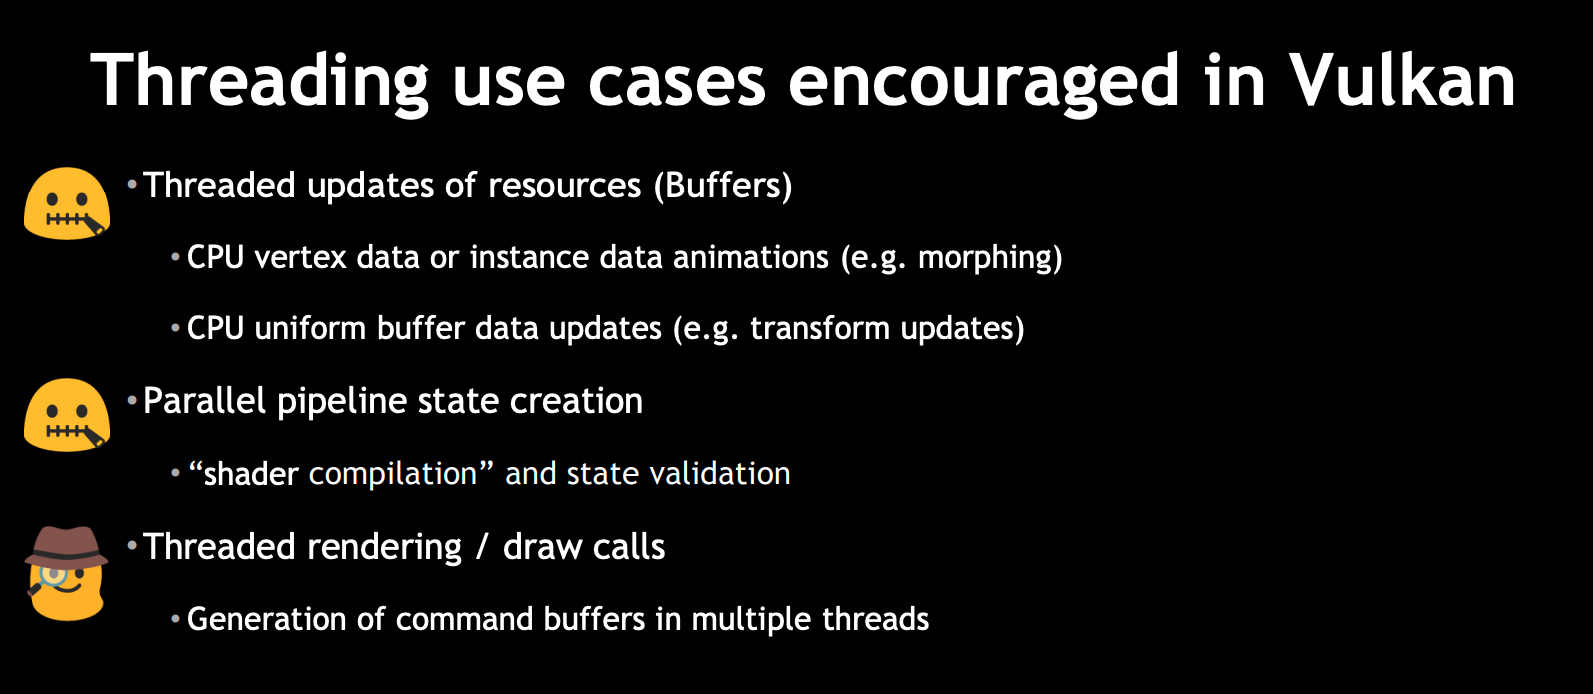 Threading use cases encouraged in Vulkan
•Threaded updates of resources (Buffers)
•CPU vertex data or instance data animations (e.g. morphing)
•CPU uniform buffer data updates (e.g. transform updates)
•Parallel pipeline state creation
•“shader compilation” and state validation
•Threaded rendering / draw calls
•Generation of command buffers in multiple threads